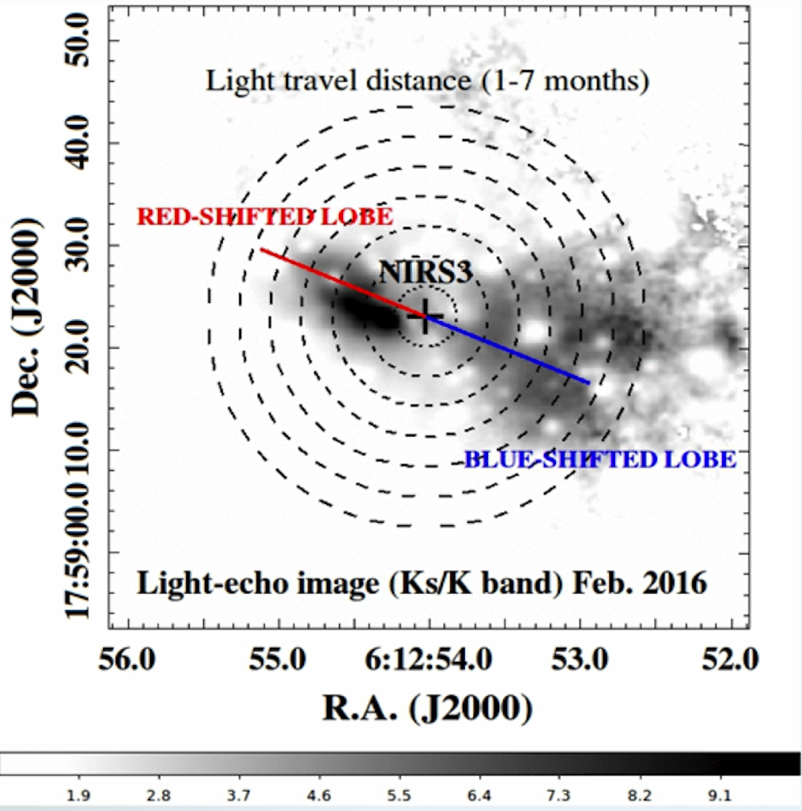 Light travel distance (1-7 months)
RED-SHIFTED LOBE
NIRS3
BLUE-SHIFTED LOBE
Light-echo image (Ks/K band) Feb. 2016
Dec. (J2000)
50.0
40.0
30.0
20.0
10.0
17:59:00.0
56.0 55.0 6:12:54.0 53.0 52.0
R.A. (J2000)
1.9 2.8 3.7 4.6 5.5 6.4 7.3 8.2 9.1